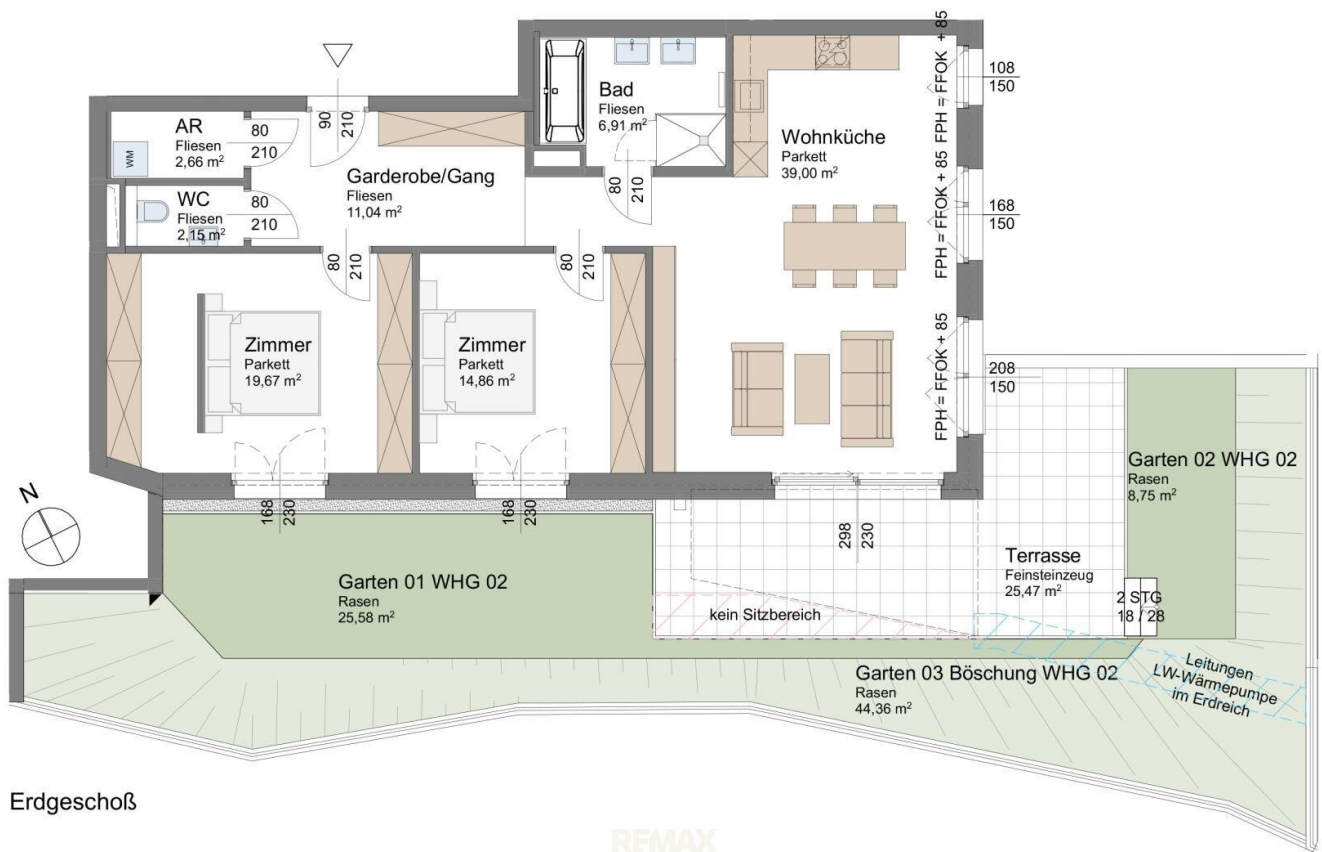 AR
Fliesen
2,66 m²
WM
80
210
90
210
WC
Fliesen
2,15 m²
80
210
Garderobe/Gang
Fliesen
11,04 m²
Bad
Fliesen
6,91 m²
80
210
Wohnküche
Parkett
39,00 m²
FPH = FFOK + 85
108
150
FPH = FFOK + 85
168
150
FPH = FFOK + 85
208
150
80
210
80
210
Zimmer
Parkett
19,67 m²
Zimmer
Parkett
14,86 m²
168
230
168
230
298
230
N
Garten 01 WHG 02
Rasen
25,58 m²
Garten 02 WHG 02
Rasen
8,75 m²
Terrasse
Feinsteinzeug
25,47 m²
2 STG
18 / 28
kein Sitzbereich
Garten 03 Böschung WHG 02
Rasen
44,36 m²
Leitungen
LW-Wärmepumpe
im Erdreich
Erdgeschoß
REMAX